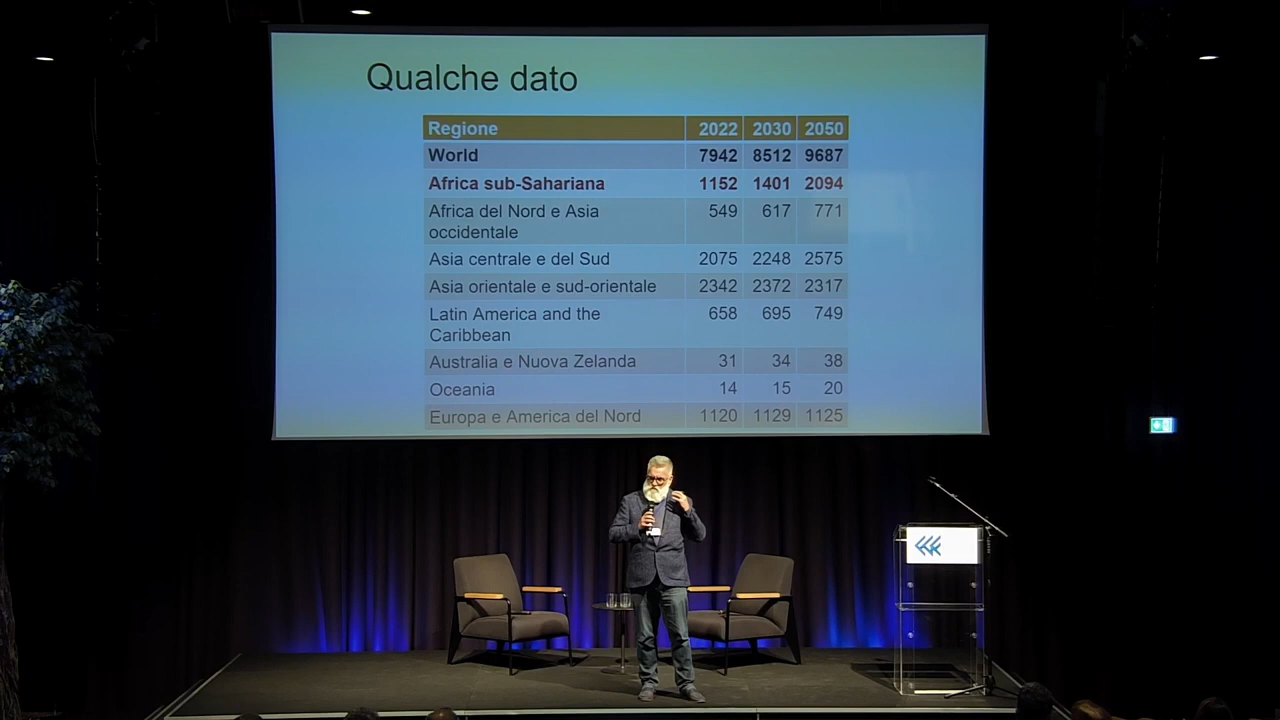 Qualche dato
Regione 2022 2030 2050
World 7942 8512 9687
Africa sub-Sahariana 1152 1401 2094
Africa del Nord e Asia 549 617 771
occidentale
Asia centrale e del Sud 2075 2248 2575
Asia orientale e sud-orientale 2342 2372 2317
Latin America and the 658 695 749
Caribbean
Australia e Nuova Zelanda 31 34 38
Oceania 14 15 20
Europa e America del Nord 1120 1129 1125